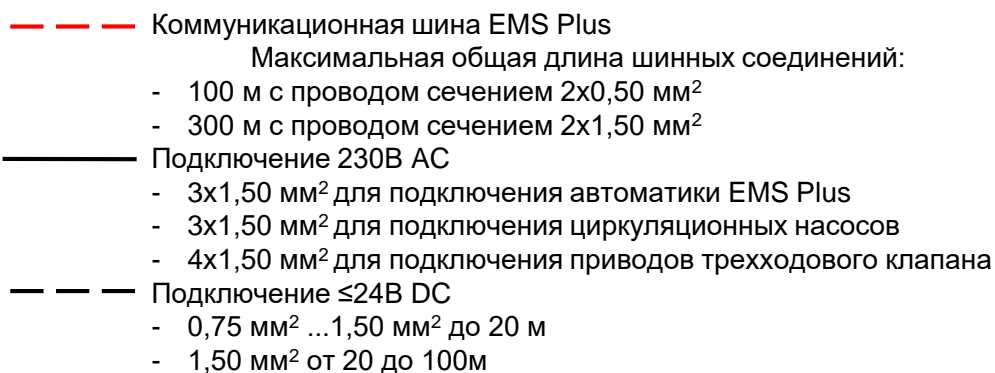 Коммуникационная шина EMS Plus
Максимальная общая длина шинных соединений:
- 100 м с проводом сечением 2x0,50 мм²
- 300 м с проводом сечением 2x1,50 мм²
Подключение 230В AC
- 3x1,50 мм² для подключения автоматики EMS Plus
- 3x1,50 мм² для подключения циркуляционных насосов
- 4x1,50 мм² для подключения приводов трехходового клапана
Подключение ≤24В DC
- 0,75 мм² ...1,50 мм² до 20 м
- 1,50 мм² от 20 до 100м